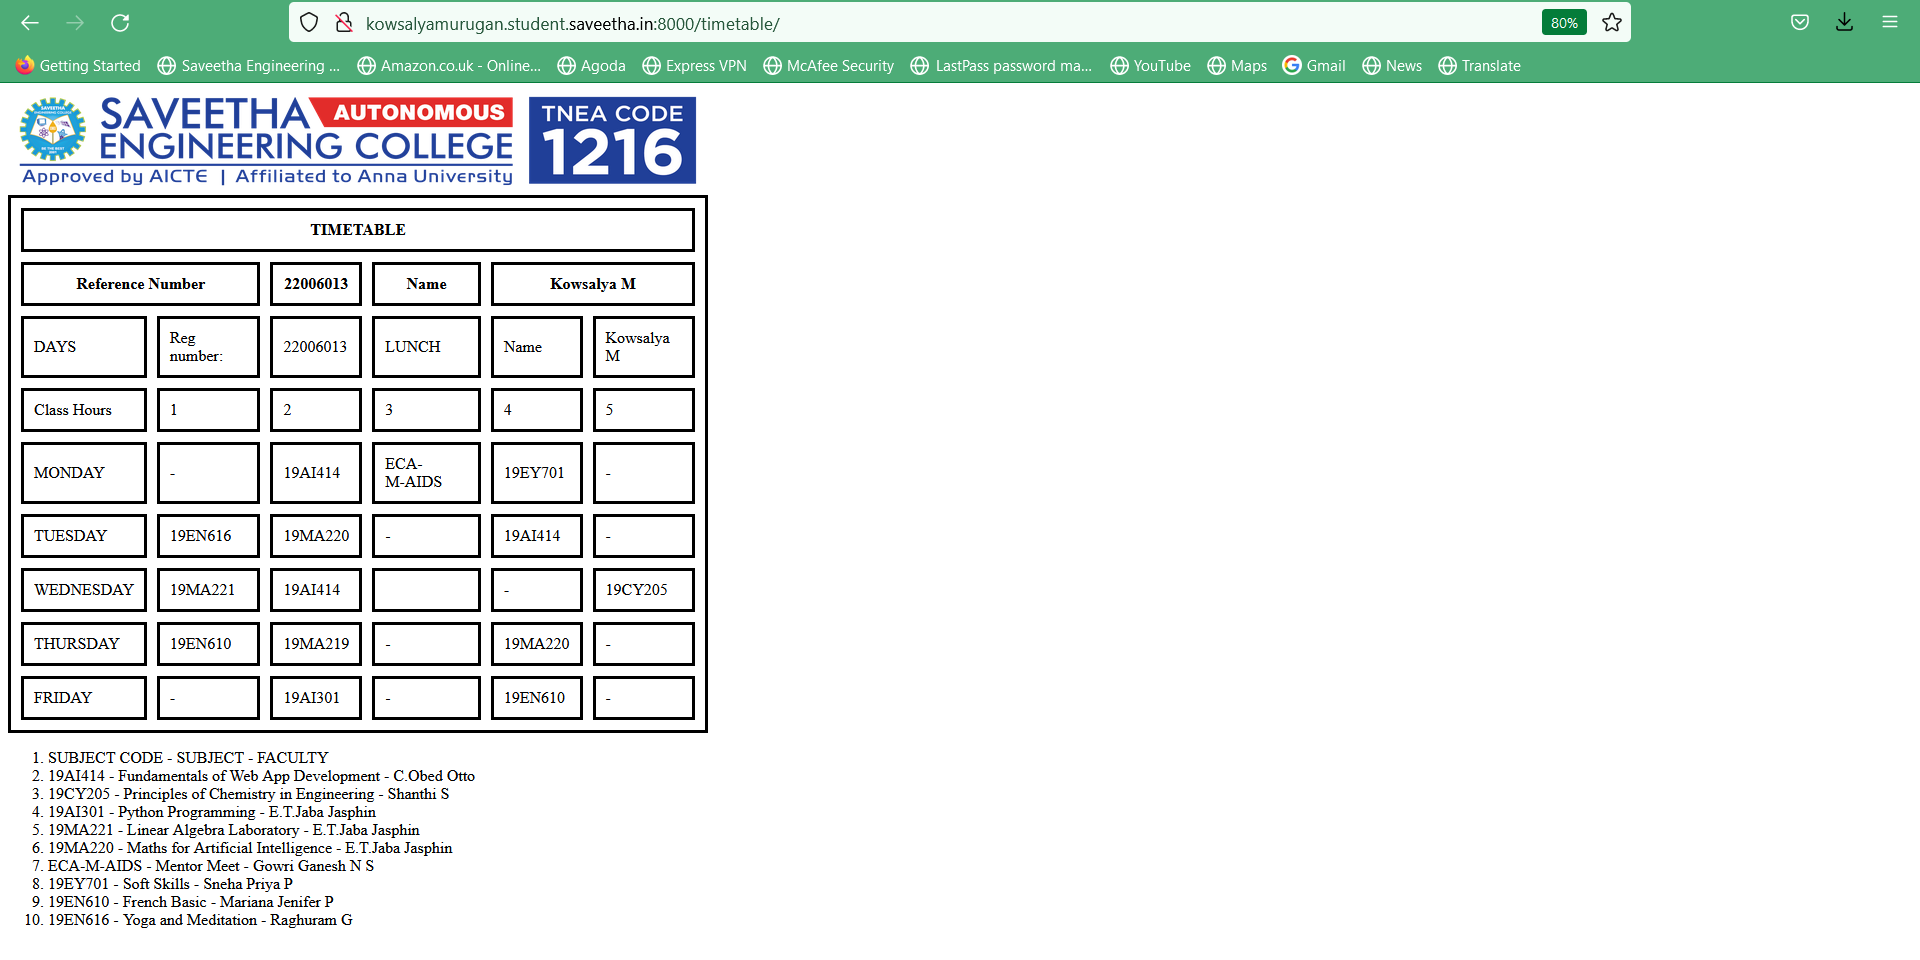 kowsalyamurugan.student.saveetha.in:8000/timetable/ 80%
Getting Started Saveetha Engineering ... Amazon.co.uk - Online... Agoda Express VPN McAfee Security LastPass password ma... YouTube Maps Gmail News Translate
SAVEETHA AUTONOMOUS
ENGINEERING COLLEGE
Approved by AICTE | Affiliated to Anna University
TNEA CODE
1216
TIMETABLE
Reference Number 22006013 Name Kowsalya M
DAYS Reg number: 22006013 LUNCH Name Kowsalya M
Class Hours 1 2 3 4 5
MONDAY - 19AI414 ECA-M-AIDS 19EY701 -
TUESDAY 19EN616 19MA220 - 19AI414 -
WEDNESDAY 19MA221 19AI414 - 19CY205
THURSDAY 19EN610 19MA219 - 19MA220 -
FRIDAY - 19AI301 - 19EN610 -
1. SUBJECT CODE - SUBJECT - FACULTY
2. 19AI414 - Fundamentals of Web App Development - C.Obed Otto
3. 19CY205 - Principles of Chemistry in Engineering - Shanthi S
4. 19AI301 - Python Programming - E.T.Jaba Jasphin
5. 19MA221 - Linear Algebra Laboratory - E.T.Jaba Jasphin
6. 19MA220 - Maths for Artificial Intelligence - E.T.Jaba Jasphin
7. ECA-M-AIDS - Mentor Meet - Gowri Ganesh N S
8. 19EY701 - Soft Skills - Sneha Priya P
9. 19EN610 - French Basic - Mariana Jenifer P
10. 19EN616 - Yoga and Meditation - Raghuram G